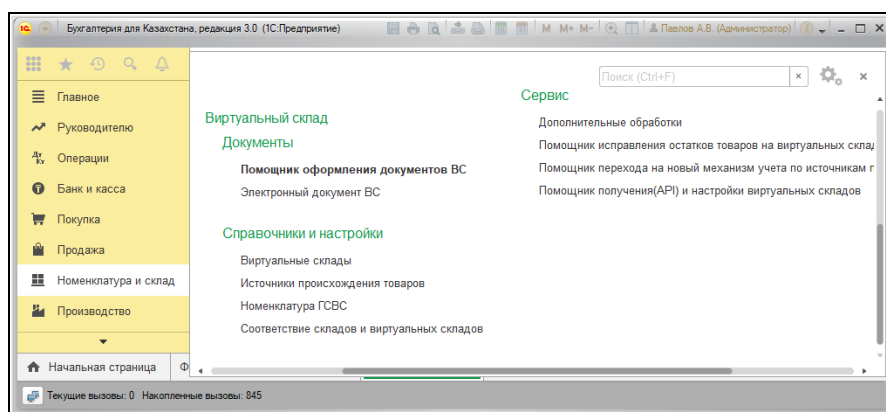 Бухгалтерия для Казахстана, редакция 3.0 (1С:Предприятие)
M M+ M-
Павлов А.В. (Администратор)
Поиск (Ctrl+F)
Главное
Руководителю
Операции
Банк и касса
Покупка
Продажа
Номенклатура и склад
Производство
Виртуальный склад
Документы
Помощник оформления документов ВС
Электронный документ ВС
Справочники и настройки
Виртуальные склады
Источники происхождения товаров
Номенклатура ГСВС
Соответствие складов и виртуальных складов
Сервис
Дополнительные обработки
Помощник исправления остатков товаров на виртуальных скла
Помощник перехода на новый механизм учета по источникам п
Помощник получения(API) и настройки виртуальных складов
Начальная страница
Ф
Текущие вызовы: 0 Накопленные вызовы: 845